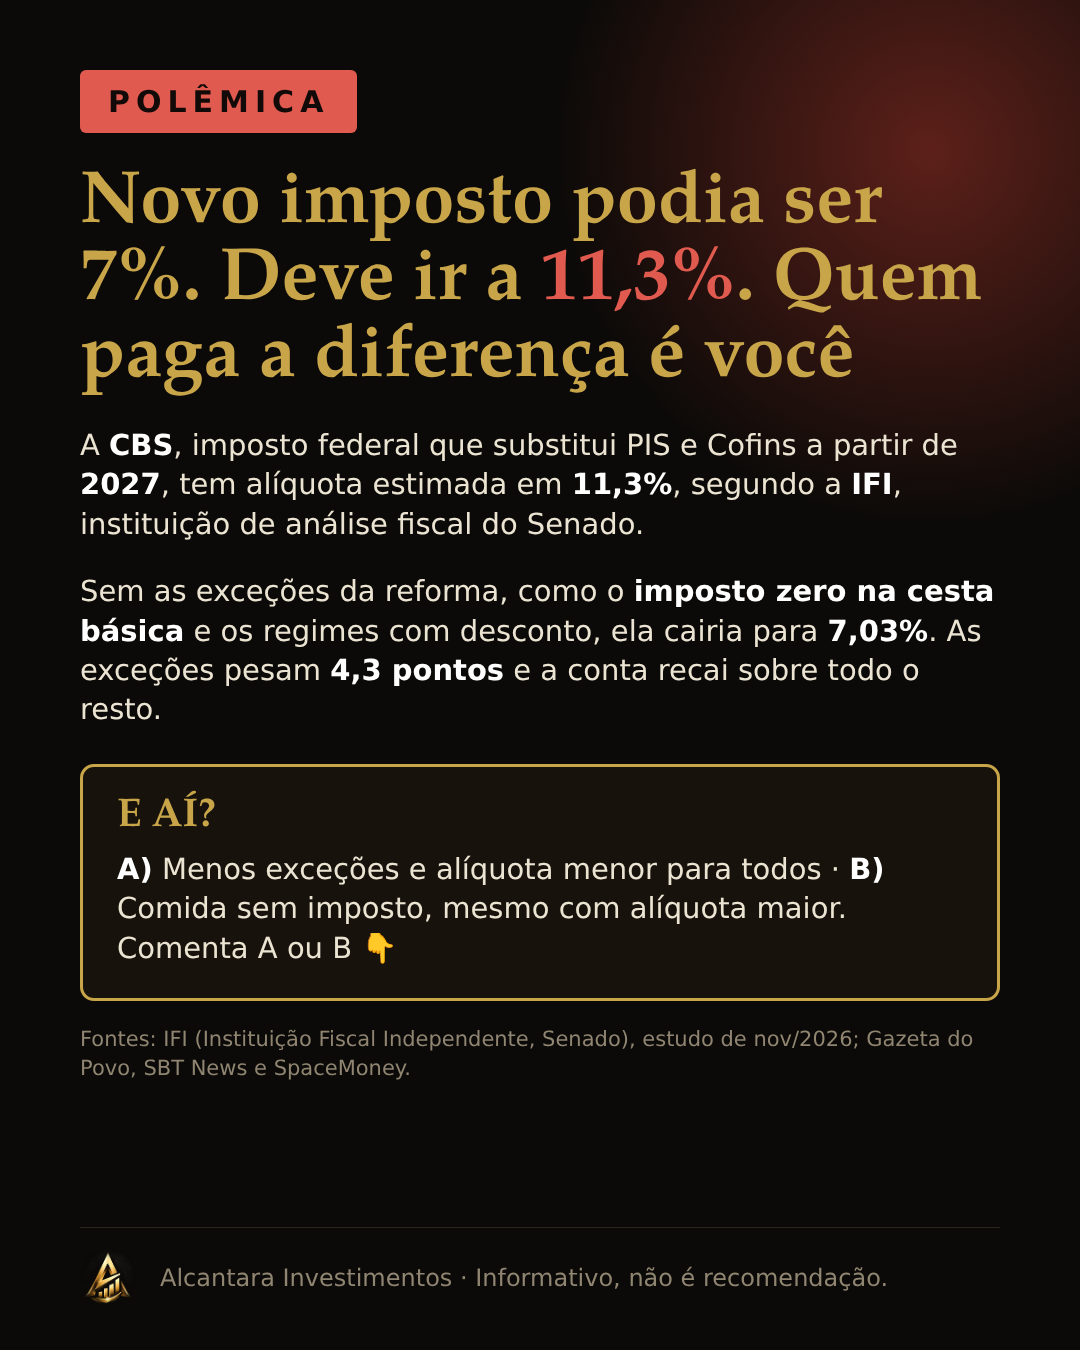 POLÊMICA
Novo imposto podia ser
7%. Deve ir a 11,3%. Quem
paga a diferença é você
A CBS, imposto federal que substitui PIS e Cofins a partir de
2027, tem alíquota estimada em 11,3%, segundo a IFI,
instituição de análise fiscal do Senado.
Sem as exceções da reforma, como o imposto zero na cesta
básica e os regimes com desconto, ela cairia para 7,03%. As
exceções pesam 4,3 pontos e a conta recai sobre todo o
resto.
E AÍ?
A) Menos exceções e alíquota menor para todos · B)
Comida sem imposto, mesmo com alíquota maior.
Comenta A ou B 👇
Fontes: IFI (Instituição Fiscal Independente, Senado), estudo de nov/2026; Gazeta do
Povo, SBT News e SpaceMoney.
Alcantara Investimentos · Informativo, não é recomendação.